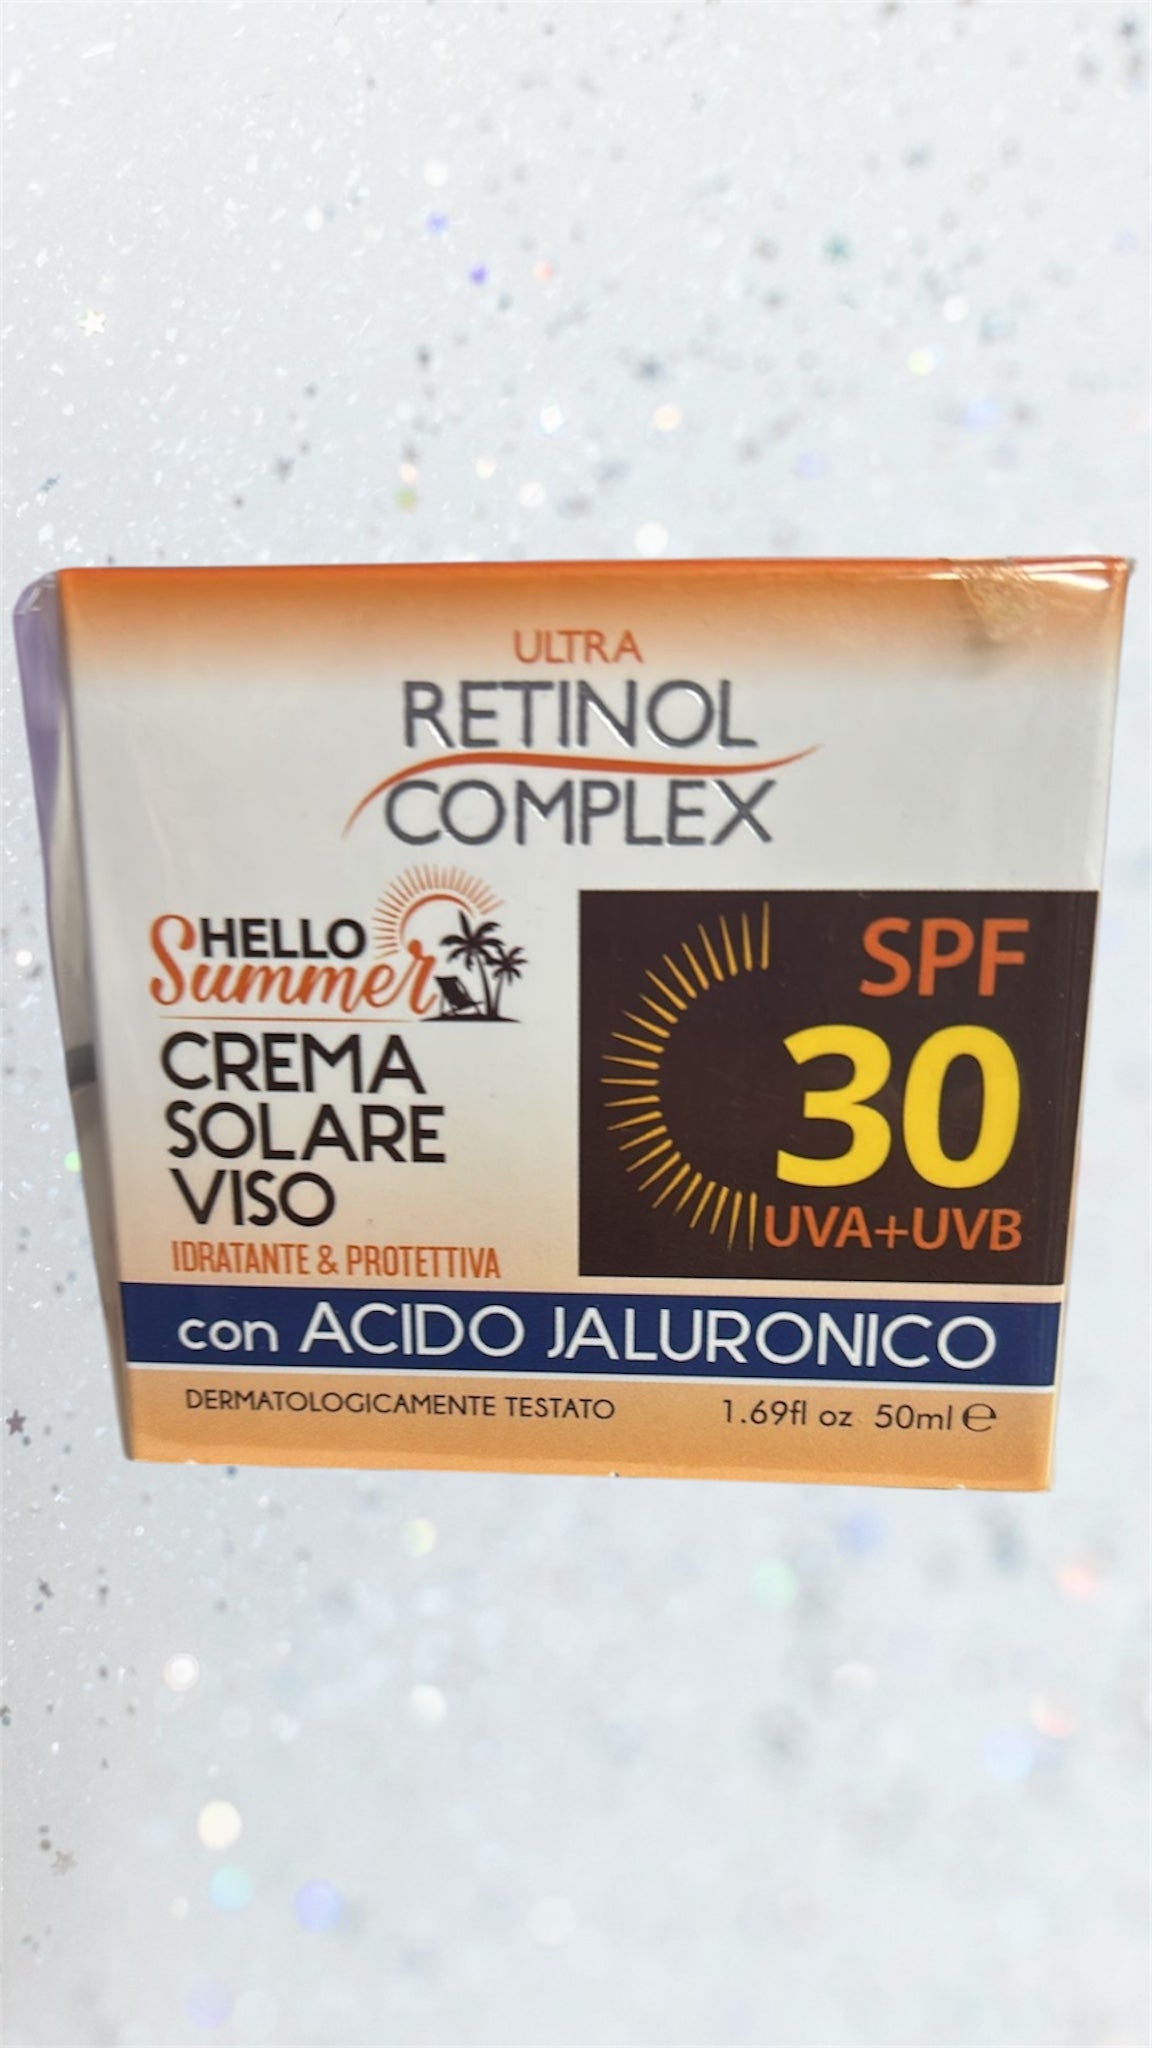 ULTRA
RETINOL
COMPLEX
HELLO
Summer
CREMA
SOLARE
VISO
IDRATANTE & PROTETTIVA
SPF
30
UVA+UVB
con ACIDO JALURONICO
DERMATOLOGICAMENTE TESTATO
1.69fl oz 50ml ℮